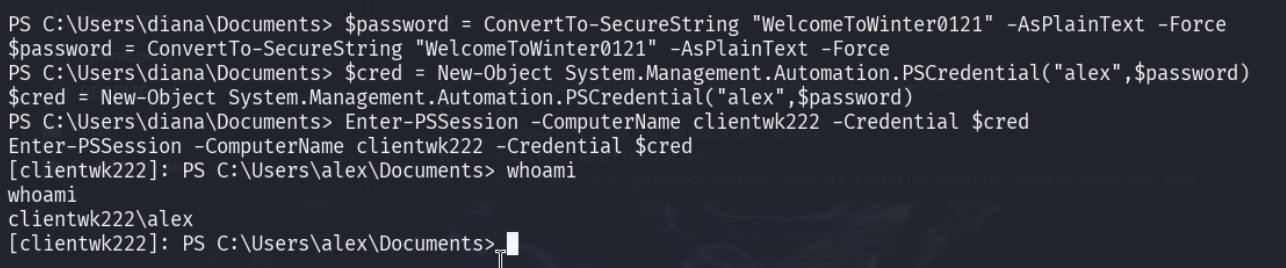 PS C:\Users\diana\Documents> $password = ConvertTo-SecureString "WelcomeToWinter0121" -AsPlainText -Force
$password = ConvertTo-SecureString "WelcomeToWinter0121" -AsPlainText -Force
PS C:\Users\diana\Documents> $cred = New-Object System.Management.Automation.PSCredential("alex",$password)
$cred = New-Object System.Management.Automation.PSCredential("alex",$password)
PS C:\Users\diana\Documents> Enter-PSSession -ComputerName clientwk222 -Credential $cred
Enter-PSSession -ComputerName clientwk222 -Credential $cred
[clientwk222]: PS C:\Users\alex\Documents> whoami
whoami
clientwk222\alex
[clientwk222]: PS C:\Users\alex\Documents>